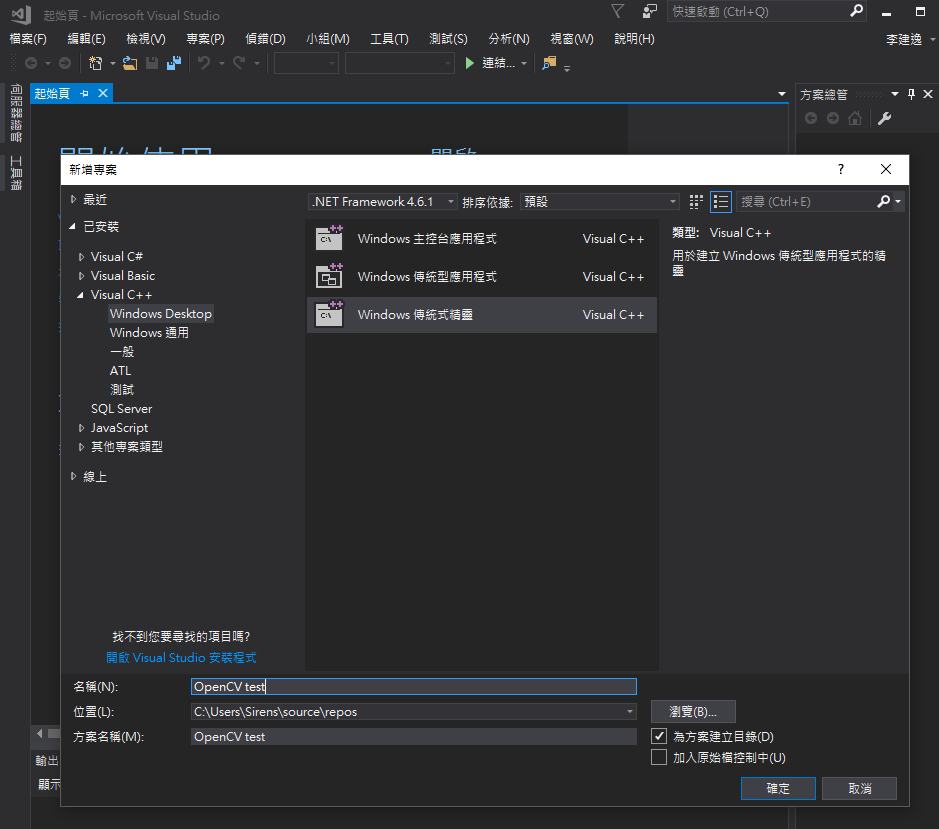 起始頁 - Microsoft Visual Studio
快速啟動 (Ctrl+Q)
檔案(F) 編輯(E) 檢視(V) 專案(P) 偵錯(D) 小組(M) 工具(T) 測試(S) 分析(N) 視窗(W) 說明(H)
李建逸
連結...
伺服器總管
工具箱
起始頁
方案總管
新增專案
?
最近
已安裝
Visual C#
Visual Basic
Visual C++
Windows Desktop
Windows 通用
一般
ATL
測試
SQL Server
JavaScript
其他專案類型
線上
找不到您要尋找的項目嗎?
開啟 Visual Studio 安裝程式
.NET Framework 4.6.1 排序依據: 預設
搜尋 (Ctrl+E)
Windows 主控台應用程式 Visual C++
Windows 傳統型應用程式 Visual C++
Windows 傳統式精靈 Visual C++
類型: Visual C++
用於建立 Windows 傳統型應用程式的精
靈
名稱(N): OpenCV test
位置(L): C:\Users\Sirens\source\repos
瀏覽(B)...
方案名稱(M): OpenCV test
為方案建立目錄(D)
加入原始檔控制中(U)
確定 取消
輸出
顯示